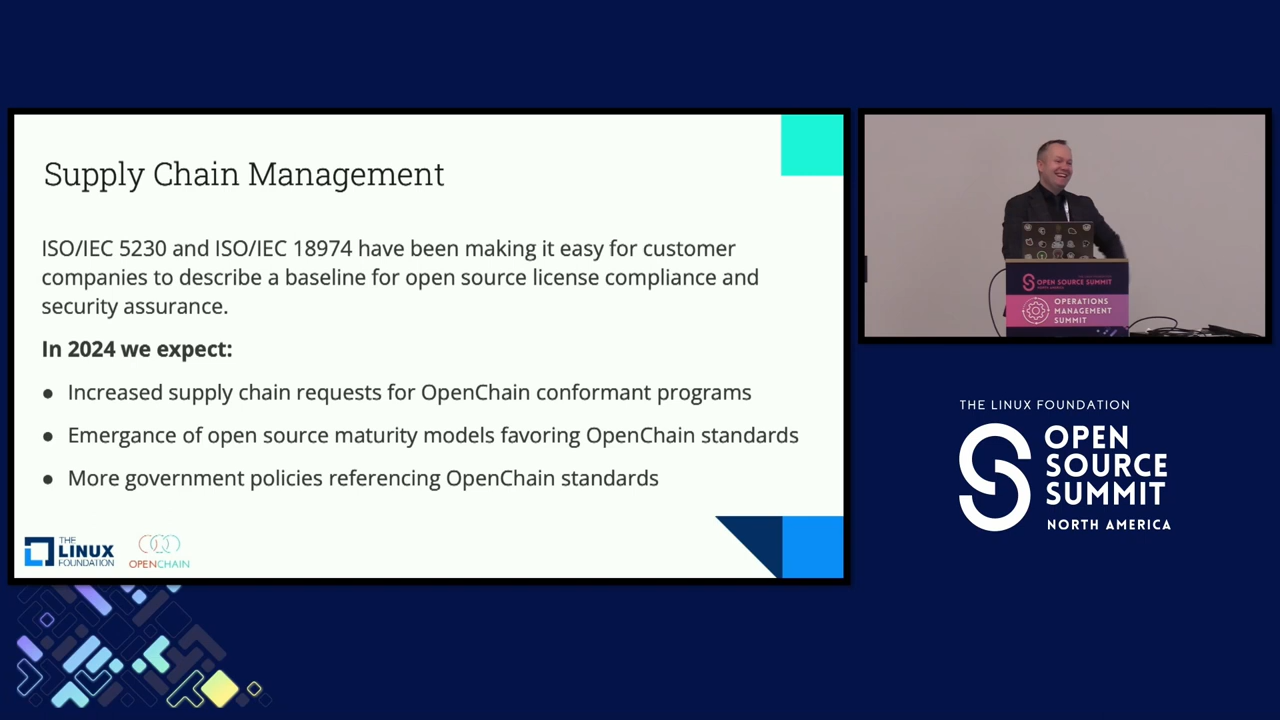 Supply Chain Management
ISO/IEC 5230 and ISO/IEC 18974 have been making it easy for customer
companies to describe a baseline for open source license compliance and
security assurance.
In 2024 we expect:
● Increased supply chain requests for OpenChain conformant programs
● Emergance of open source maturity models favoring OpenChain standards
● More government policies referencing OpenChain standards
THE
LINUX
FOUNDATION
OPENCHAIN
OPEN SOURCE SUMMIT
NORTH AMERICA
OPERATIONS
MANAGEMENT
SUMMIT
THE LINUX FOUNDATION
OPEN
SOURCE
SUMMIT
NORTH AMERICA